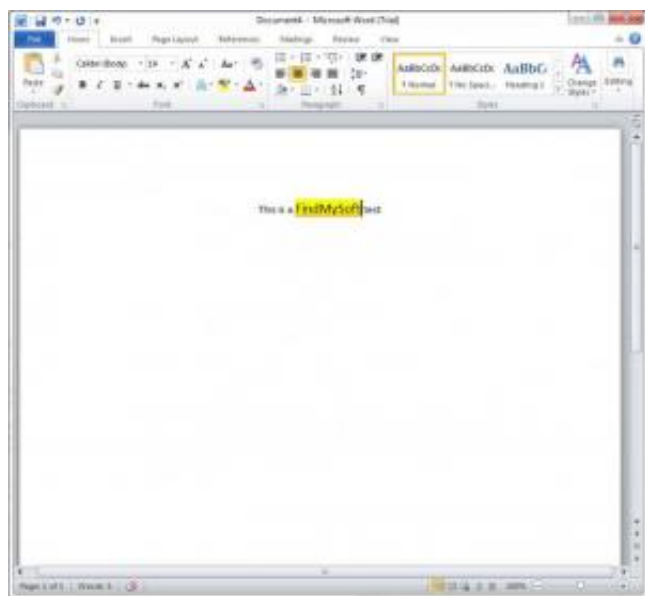 Document4 - Microsoft Word (Trial)
File Home Insert Page Layout References Mailings Review View
Paste Calibri (Body) Change Styles Editing
AaBbCcDc AaBbCcDc AaBbC
¶ Normal ¶ No Spaci... Heading 1
Clipboard Font Paragraph Styles
This is a FindMySoft test
Page: 1 of 1 Words: 5 100%